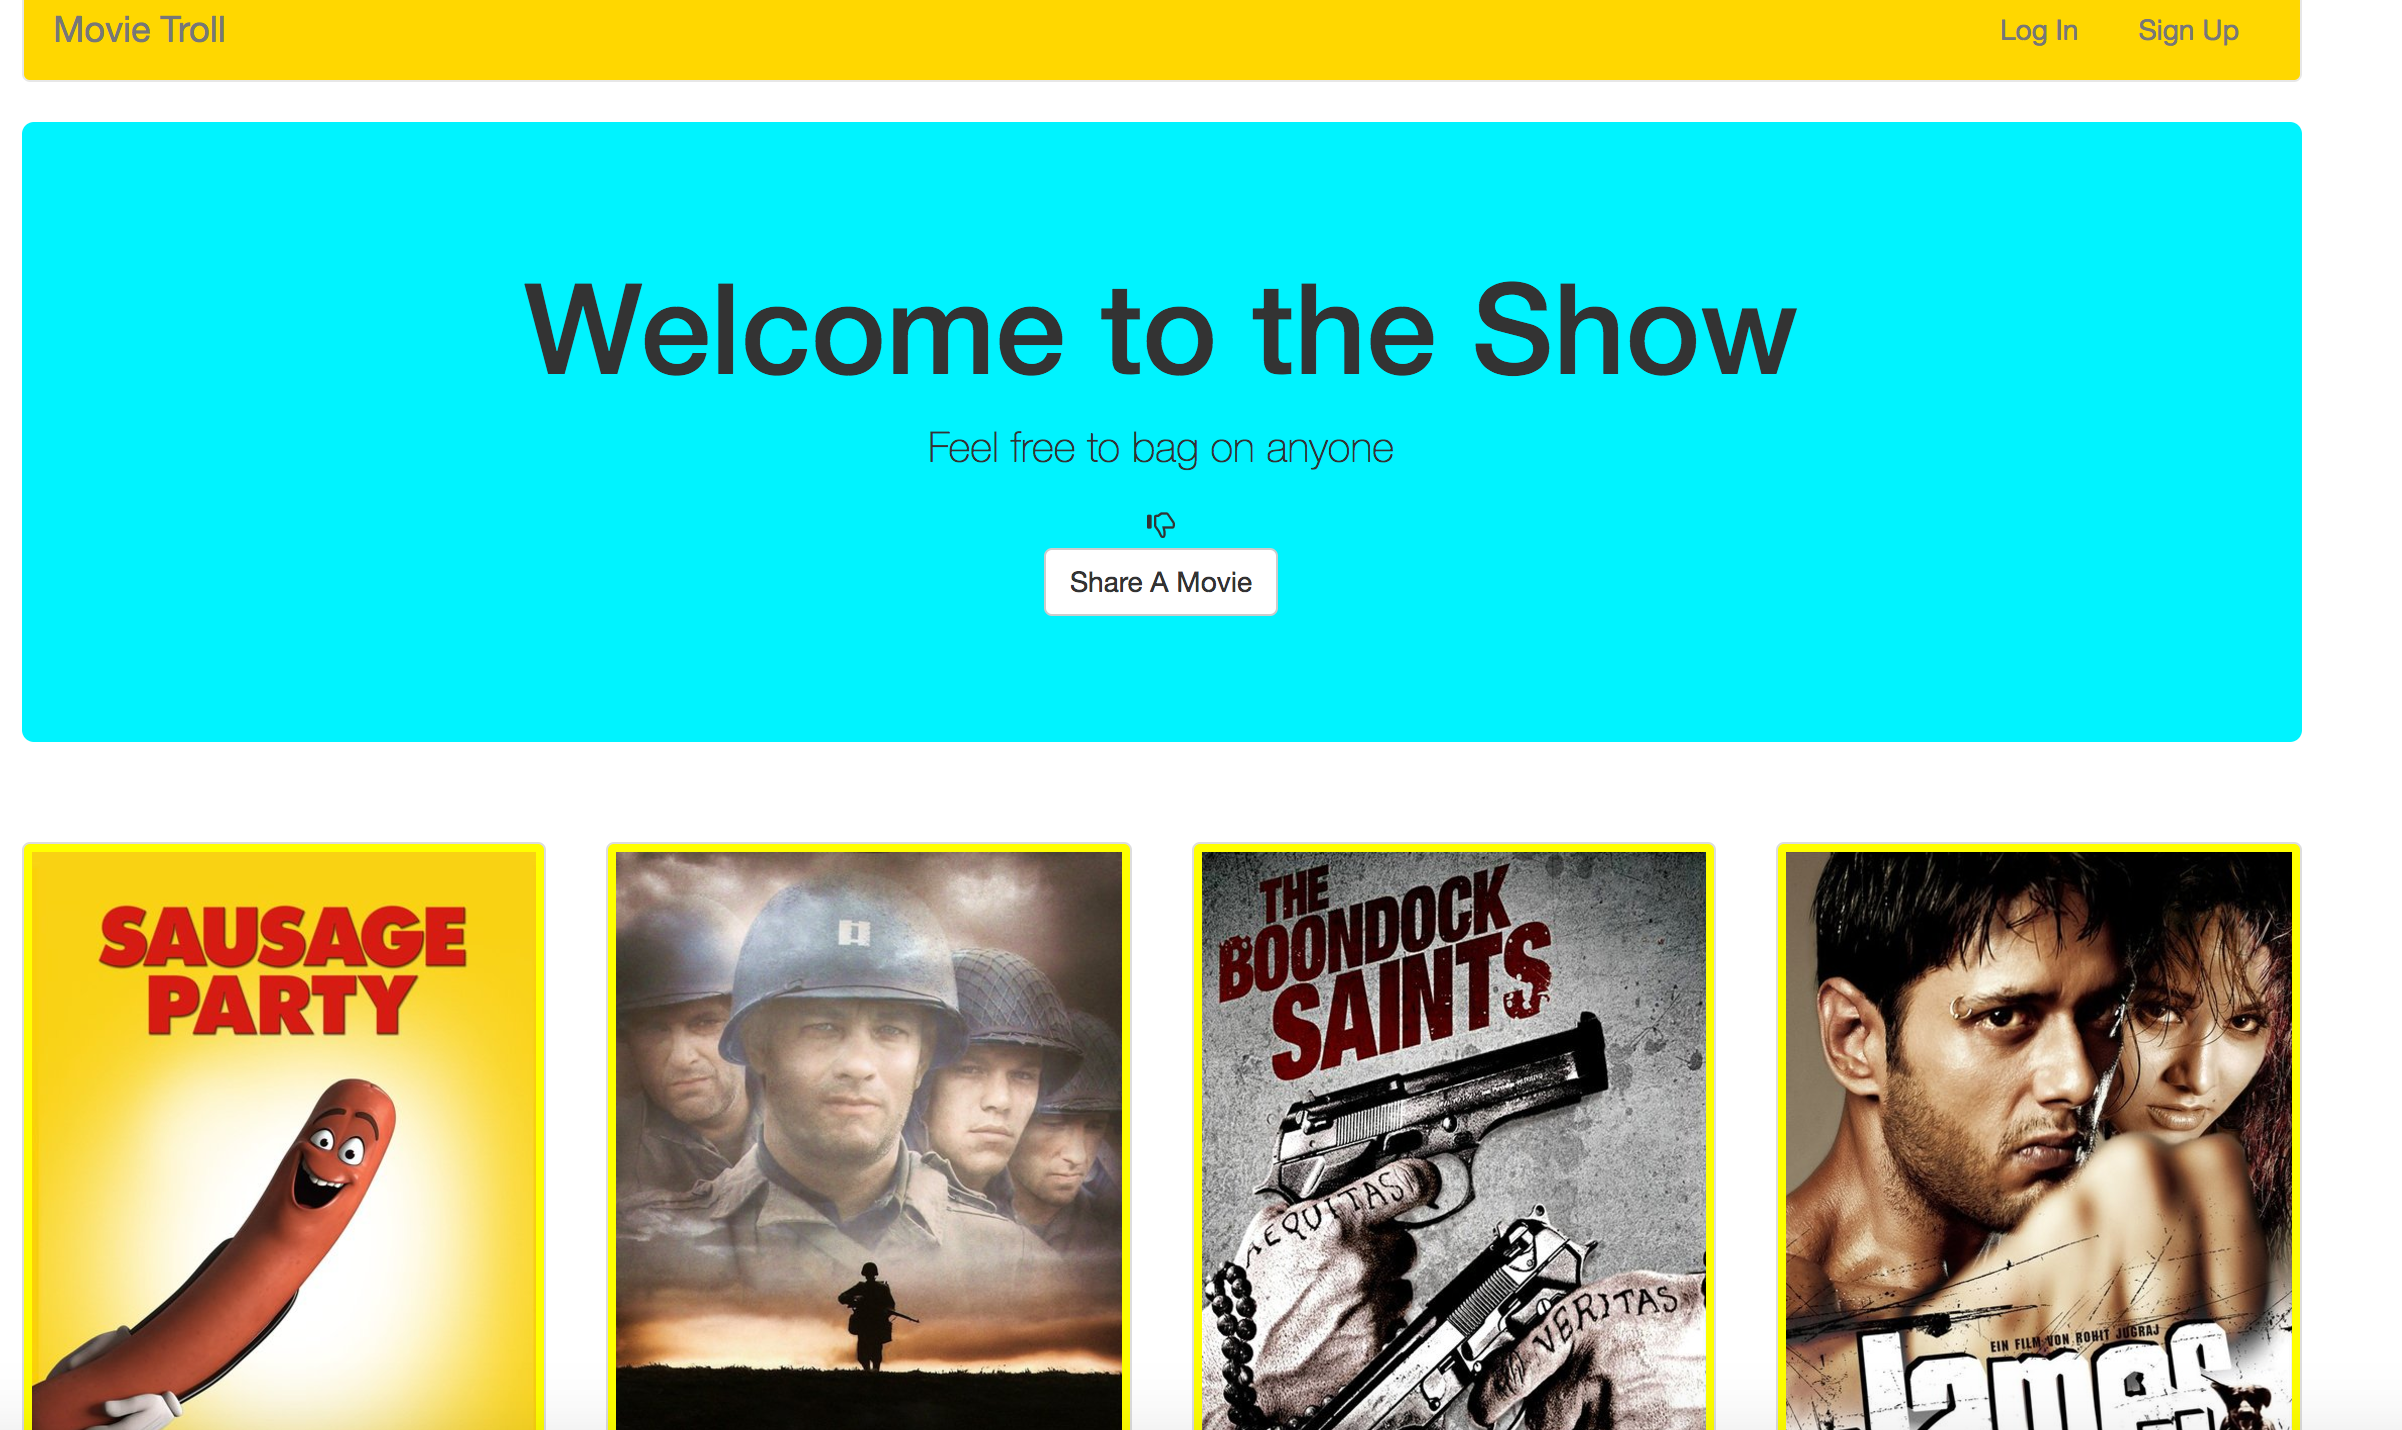 Movie Troll
Log In
Sign Up
Welcome to the Show
Feel free to bag on anyone
Share A Movie
SAUSAGE
PARTY
THE
BOONDOCK
SAINTS
AEQUITAS
VERITAS
EIN FILM VON ROHIT JUGRAJ
James